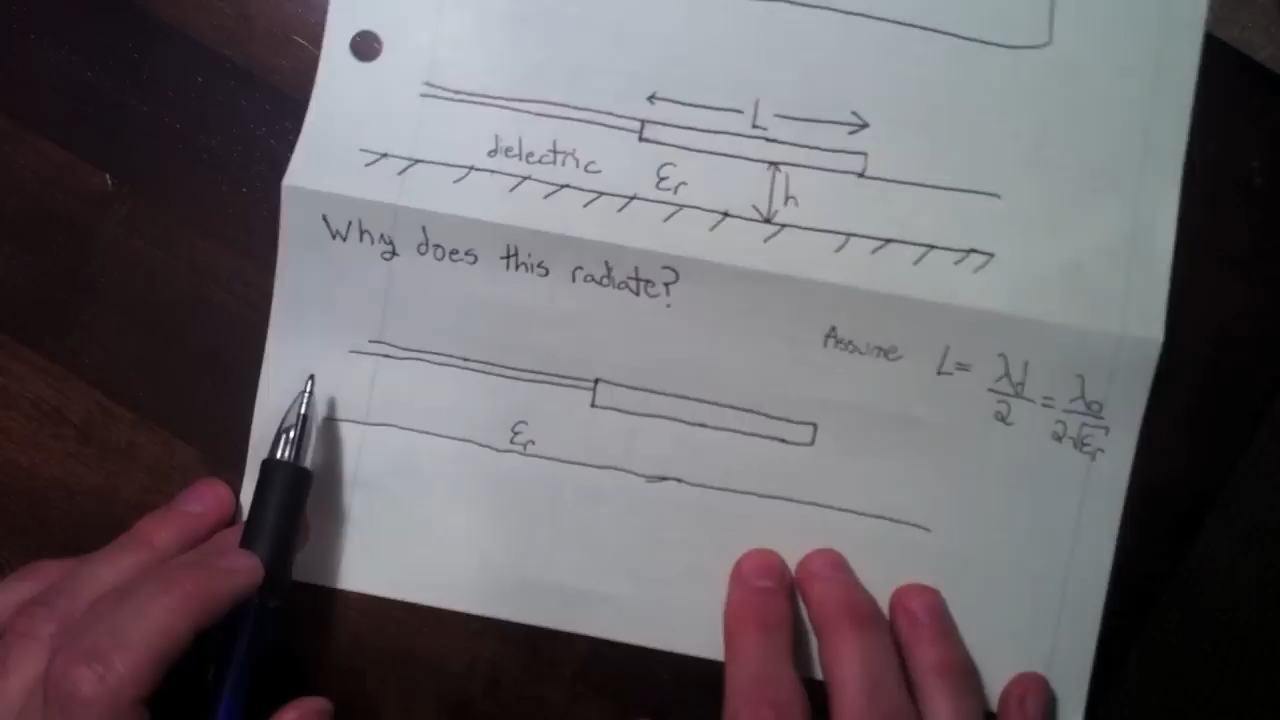 L
dielectric
εr
h
Why does this radiate?
Assume L = λd/2 = λ0/2√εr
εr